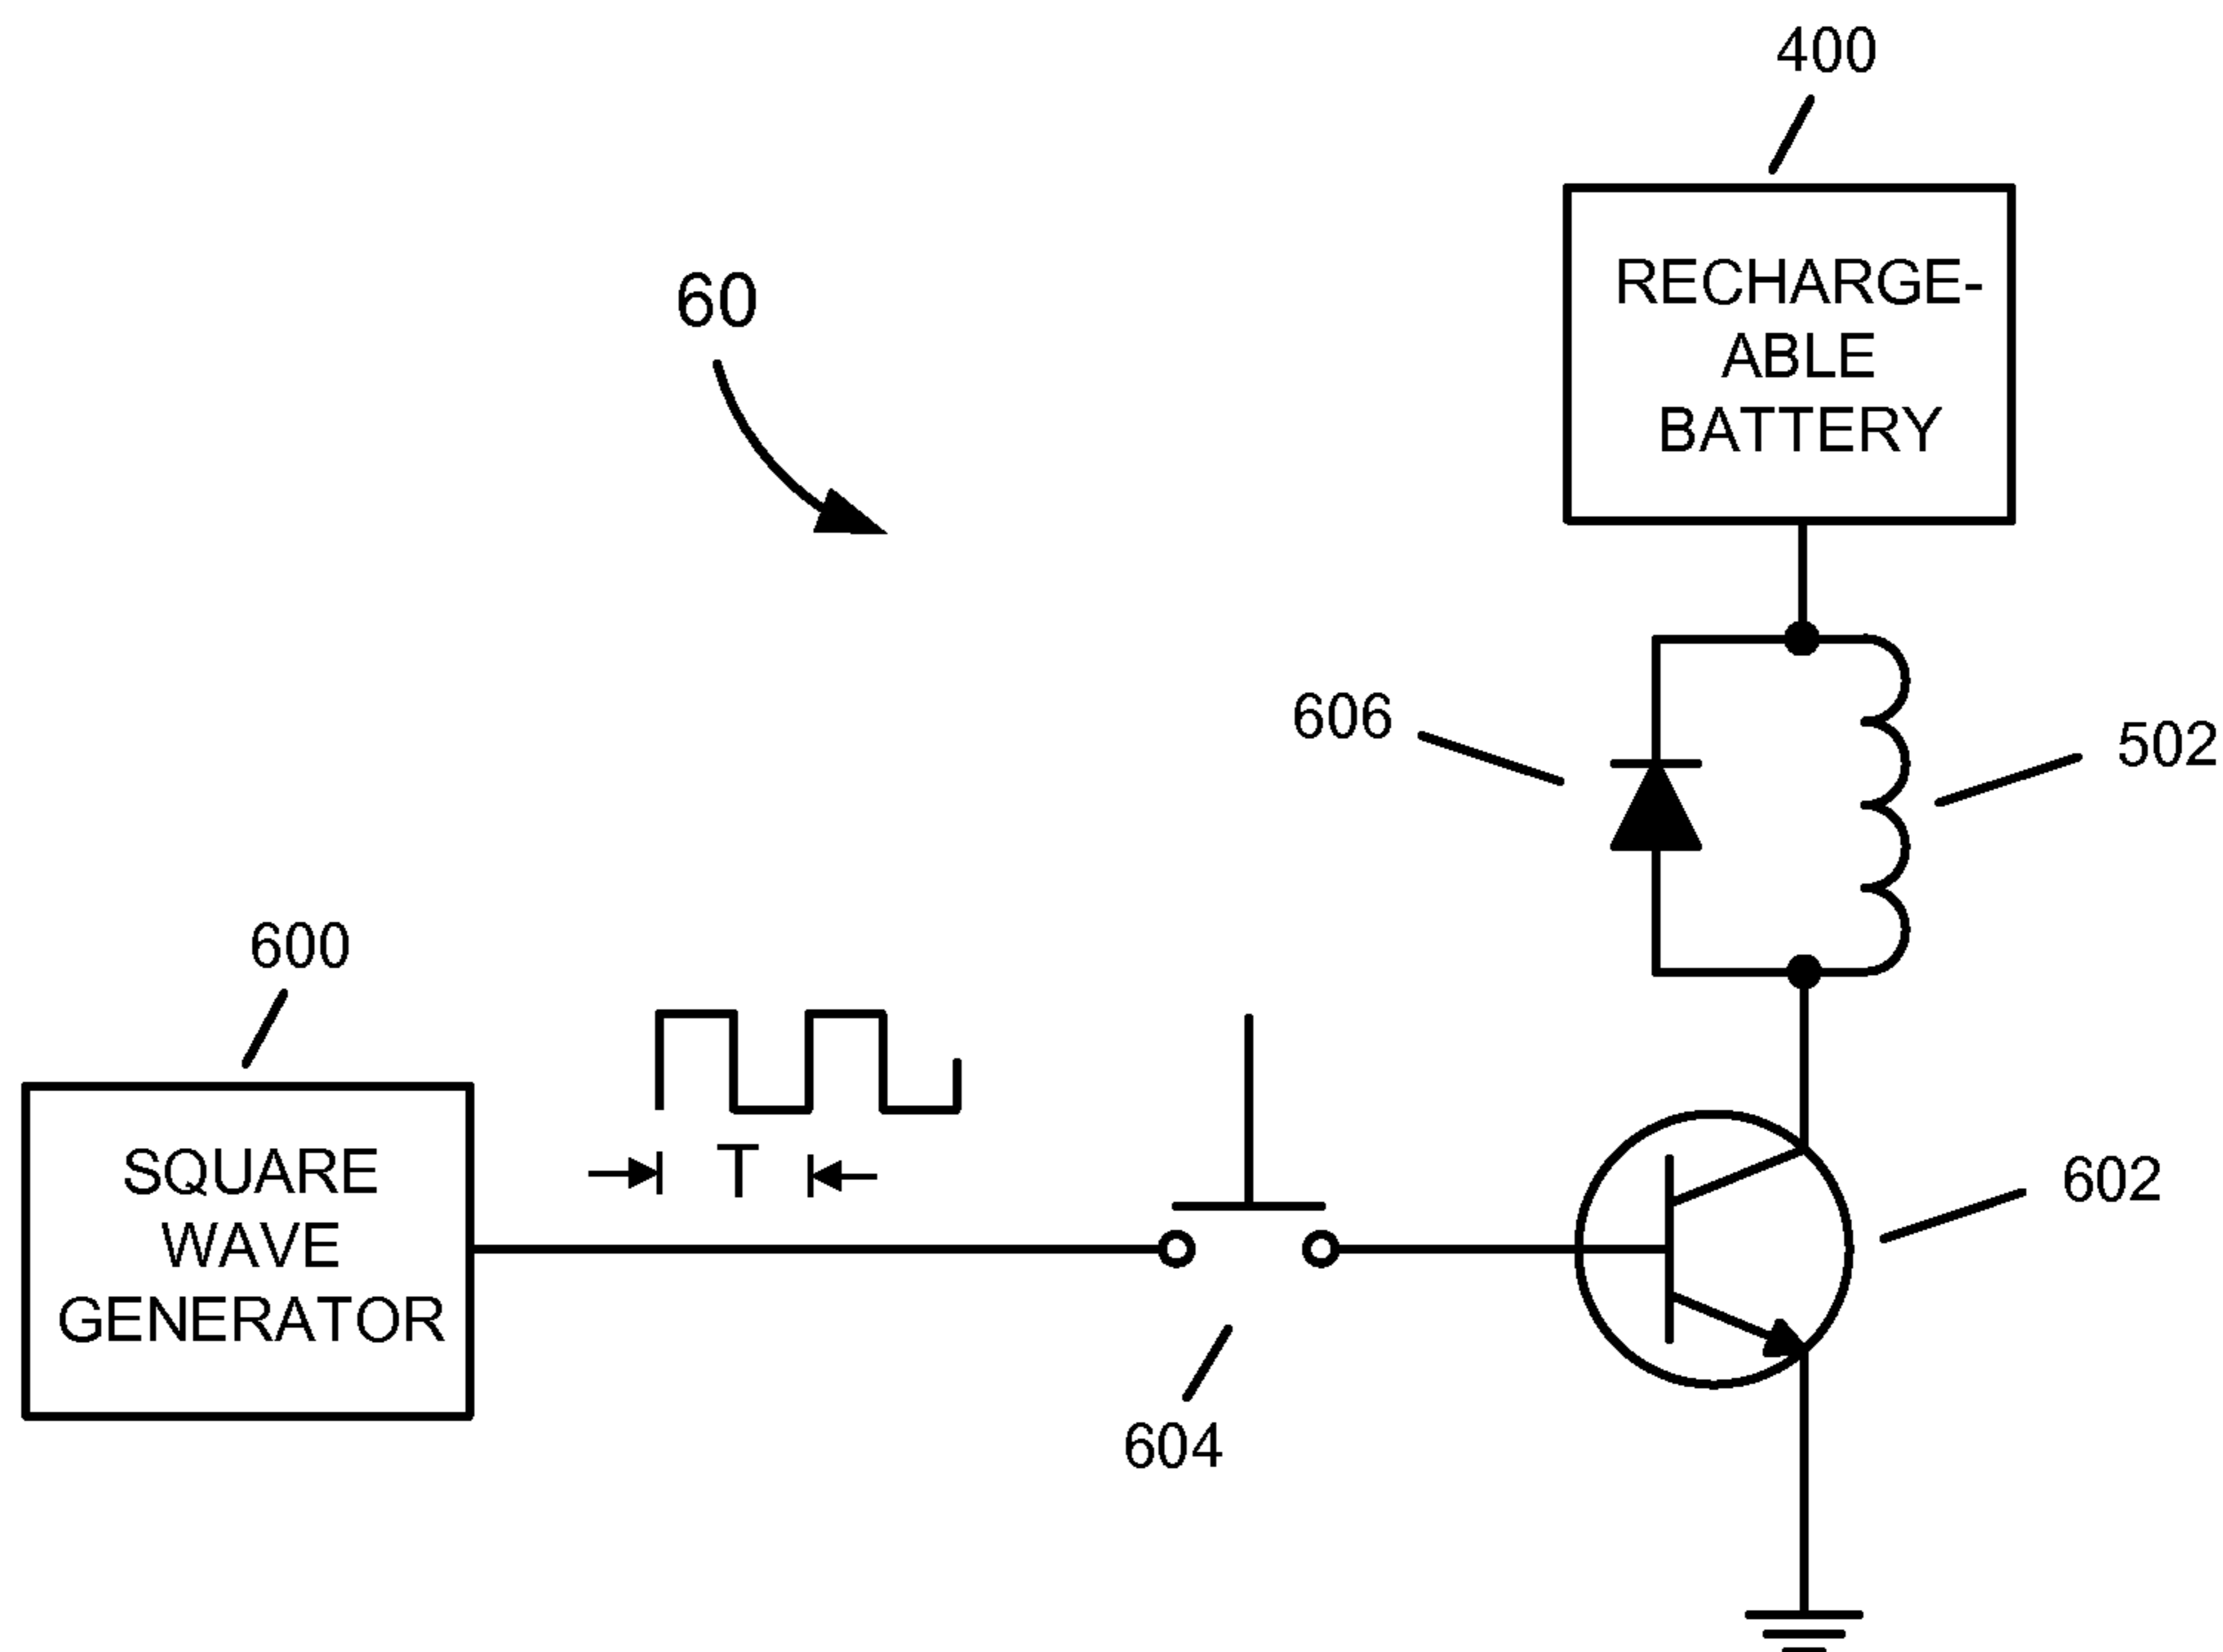 400
RECHARGE-
ABLE
BATTERY
60
606
502
600
SQUARE
WAVE
GENERATOR
T
602
604